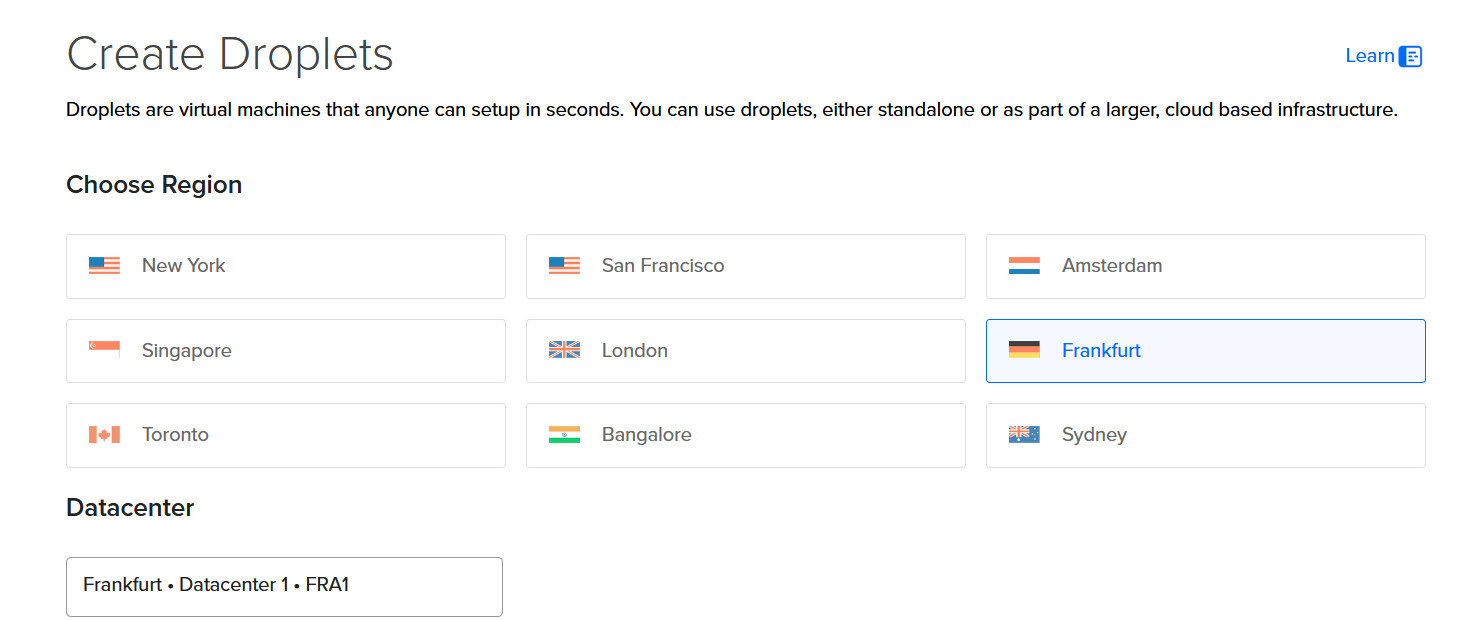 Create Droplets
Learn
Droplets are virtual machines that anyone can setup in seconds. You can use droplets, either standalone or as part of a larger, cloud based infrastructure.
Choose Region
New York
San Francisco
Amsterdam
Singapore
London
Frankfurt
Toronto
Bangalore
Sydney
Datacenter
Frankfurt • Datacenter 1 • FRA1